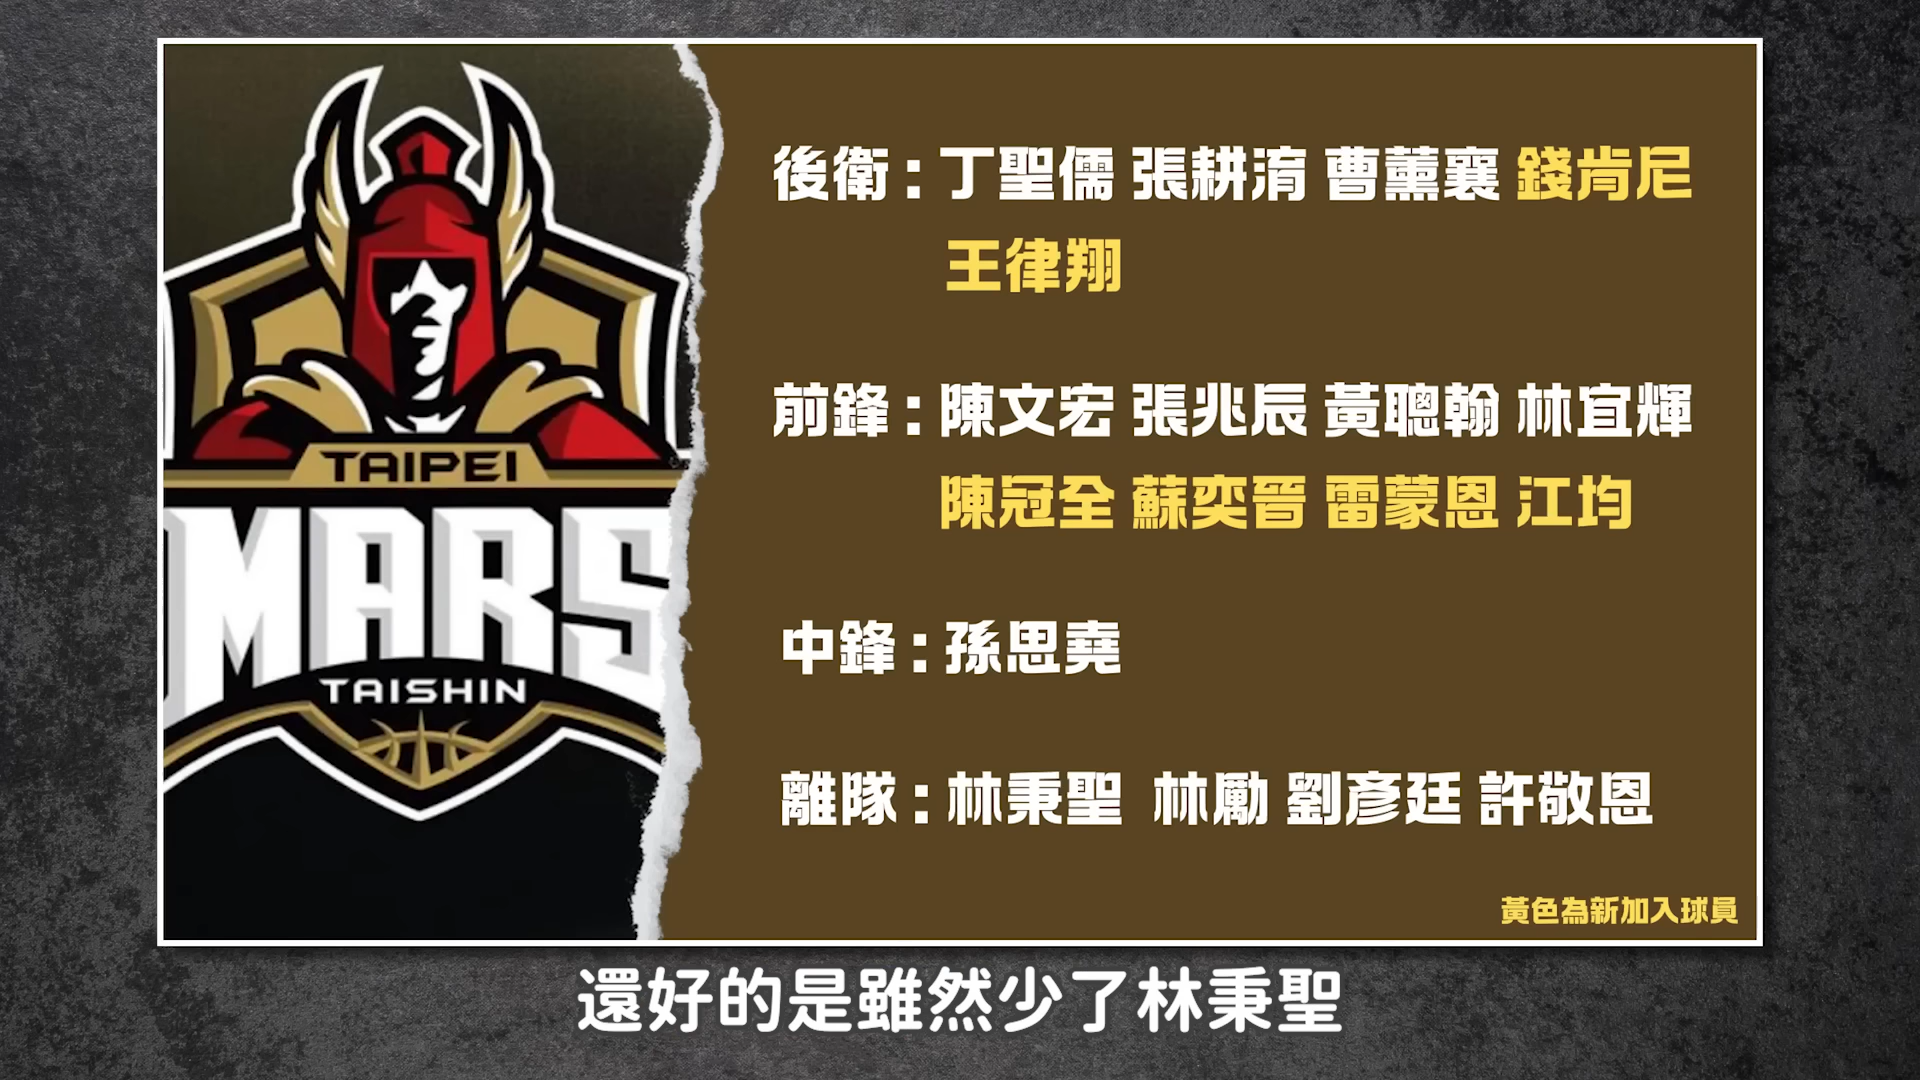 TAIPEI
MARS
TAISHIN
後衛：丁聖儒 張耕淯 曹薰襄 錢肯尼
王律翔
前鋒：陳文宏 張兆辰 黃聰翰 林宜輝
陳冠全 蘇奕晉 雷蒙恩 江均
中鋒：孫思堯
離隊：林秉聖 林勵 劉彥廷 許敬恩
黃色為新加入球員
還好的是雖然少了林秉聖